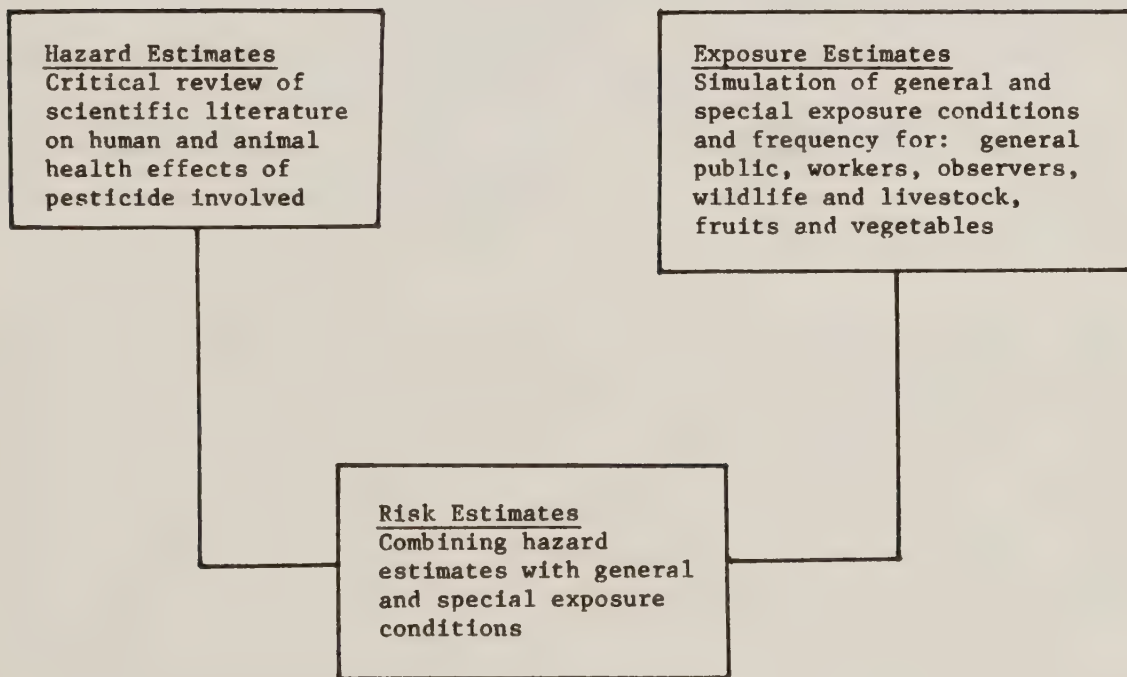 Hazard Estimates
Critical review of
scientific literature
on human and animal
health effects of
pesticide involved
Exposure Estimates
Simulation of general and
special exposure conditions
and frequency for: general
public, workers, observers,
wildlife and livestock,
fruits and vegetables
Risk Estimates
Combining hazard
estimates with general
and special exposure
conditions